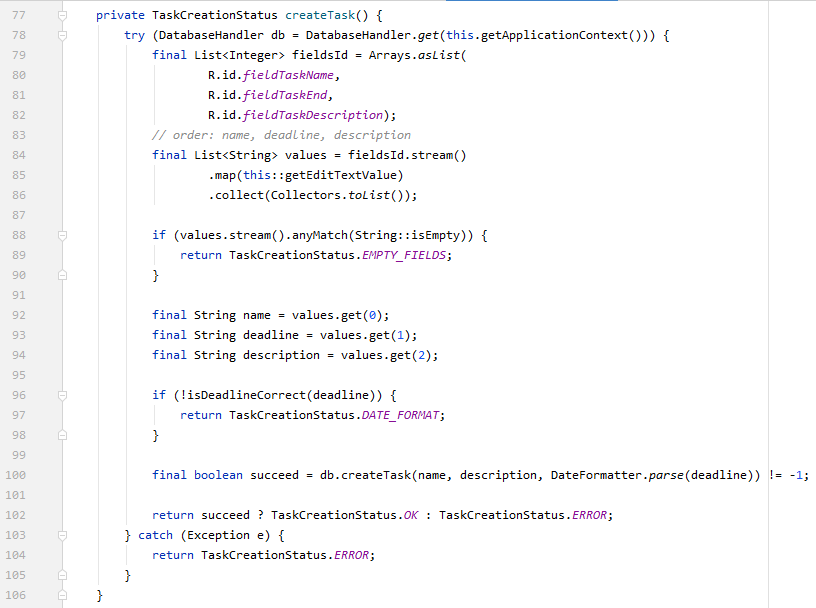 77 private TaskCreationStatus createTask() {
78 try (DatabaseHandler db = DatabaseHandler.get(this.getApplicationContext())) {
79 final List<Integer> fieldsId = Arrays.asList(
80 R.id.fieldTaskName,
81 R.id.fieldTaskEnd,
82 R.id.fieldTaskDescription);
83 // order: name, deadline, description
84 final List<String> values = fieldsId.stream()
85 .map(this::getEditTextValue)
86 .collect(Collectors.toList());
87
88 if (values.stream().anyMatch(String::isEmpty)) {
89 return TaskCreationStatus.EMPTY_FIELDS;
90 }
91
92 final String name = values.get(0);
93 final String deadline = values.get(1);
94 final String description = values.get(2);
95
96 if (!isDeadlineCorrect(deadline)) {
97 return TaskCreationStatus.DATE_FORMAT;
98 }
99
100 final boolean succeed = db.createTask(name, description, DateFormatter.parse(deadline)) != -1;
101
102 return succeed ? TaskCreationStatus.OK : TaskCreationStatus.ERROR;
103 } catch (Exception e) {
104 return TaskCreationStatus.ERROR;
105 }
106 }